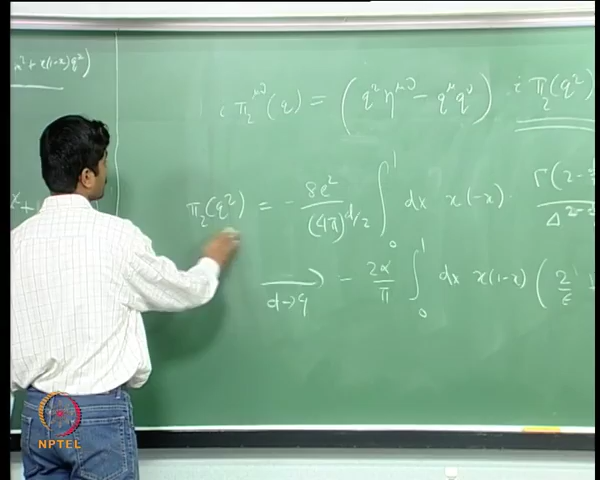 m² + x(1-x)q²)
i π₂^{μν}(q) = (q² η^{μν} - q^μ q^ν) · i π₂(q²)
π₂(q²) = - 8e²/(4π)^{d/2} ∫₀¹ dx x(1-x) · Γ(2-
Δ^{2-
→ d→4 - 2α/π ∫₀¹ dx x(1-x) (2/ε
NPTEL